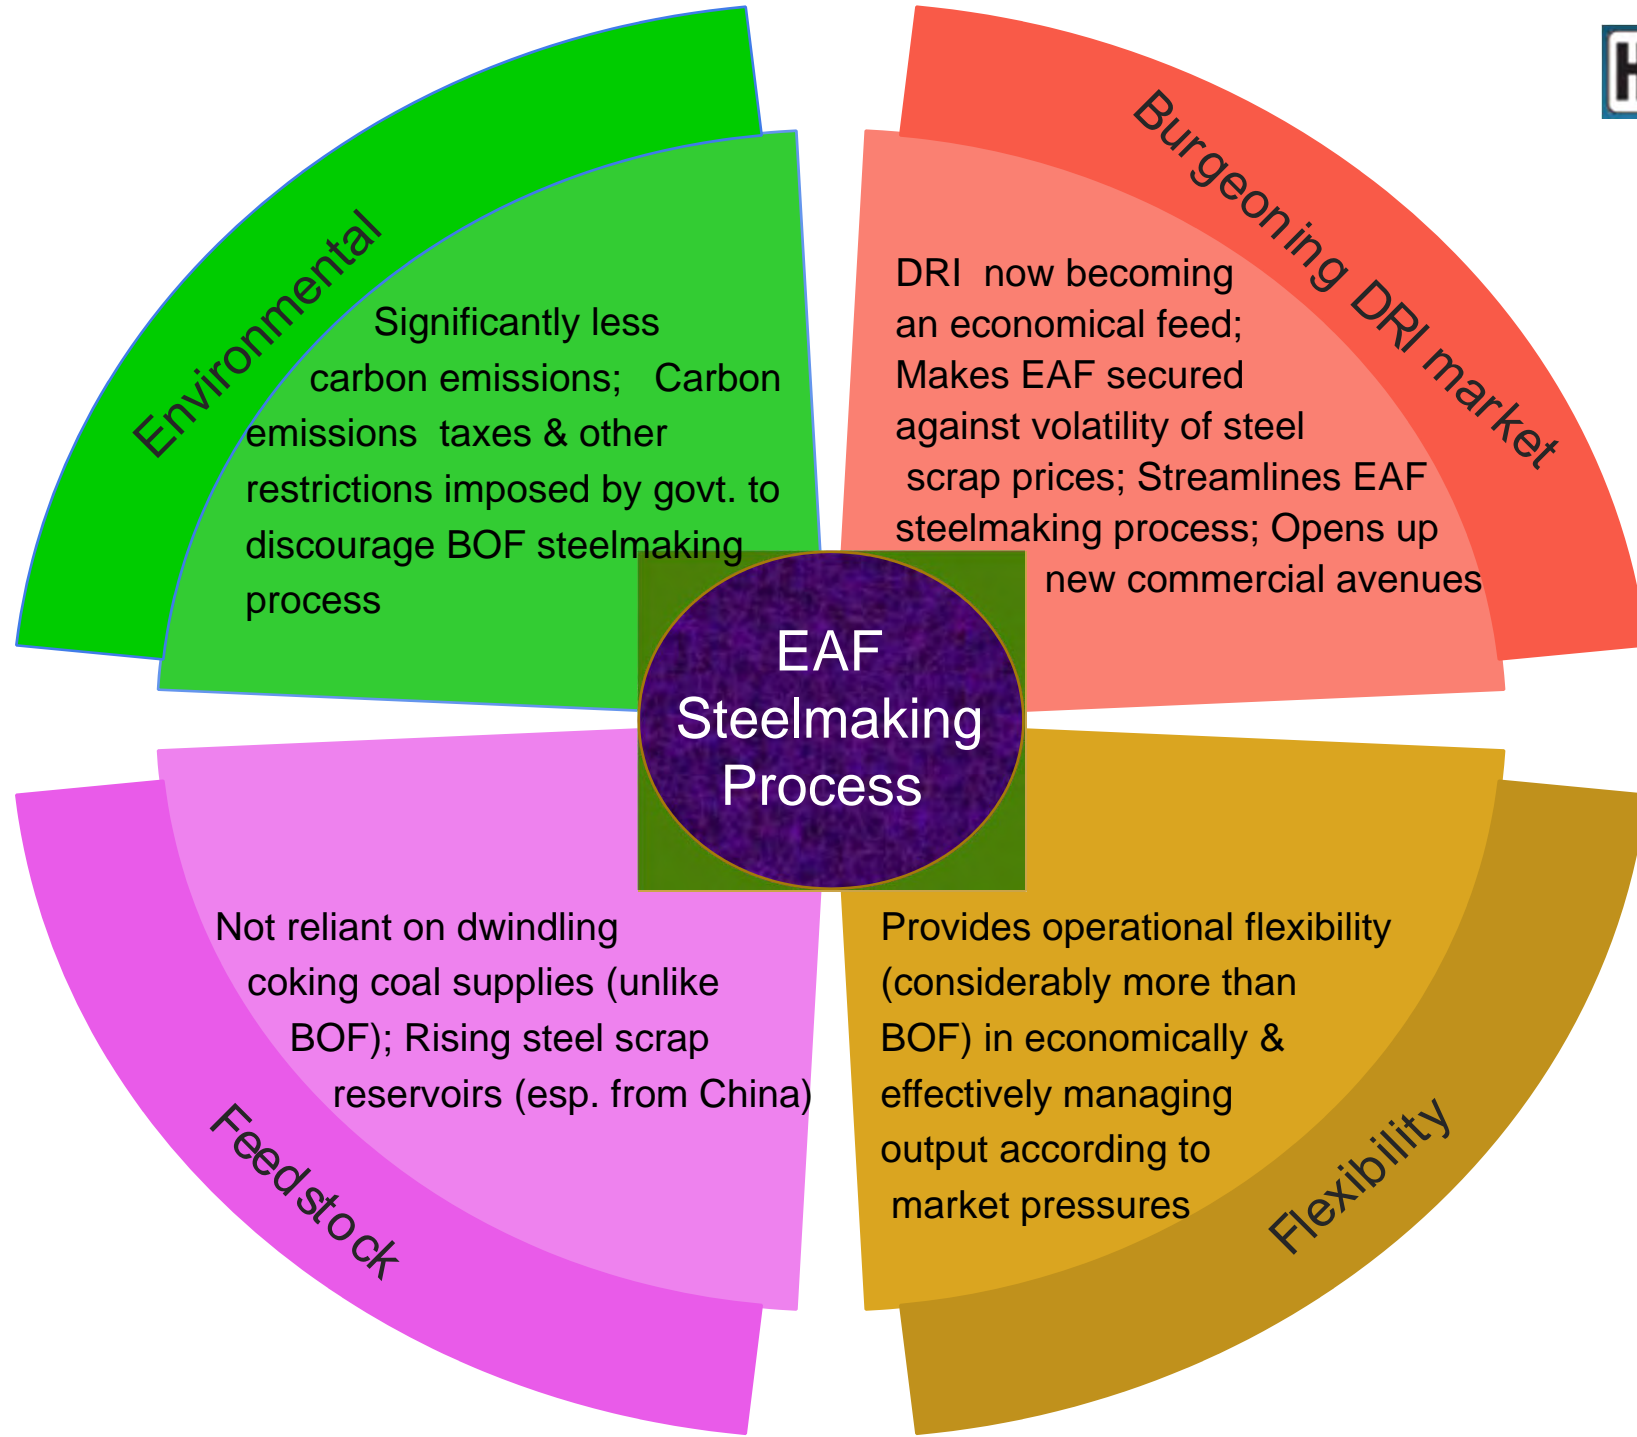 Environmental
Significantly less
carbon emissions; Carbon
emissions taxes & other
restrictions imposed by govt. to
discourage BOF steelmaking
process
Burgeoning DRI market
DRI now becoming
an economical feed;
Makes EAF secured
against volatility of steel
scrap prices; Streamlines EAF
steelmaking process; Opens up
new commercial avenues
EAF
Steelmaking
Process
Feedstock
Not reliant on dwindling
coking coal supplies (unlike
BOF); Rising steel scrap
reservoirs (esp. from China)
Flexibility
Provides operational flexibility
(considerably more than
BOF) in economically &
effectively managing
output according to
market pressures